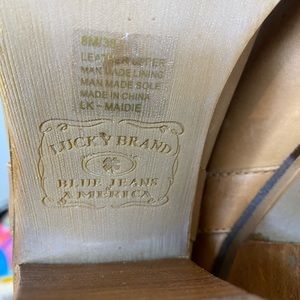 8M/38
LEATHER UPPER
MAN MADE LINING
MAN MADE SOLE
MADE IN CHINA
LK - MAIDIE
LUCKY BRAND
BLUE JEANS
AMERICA